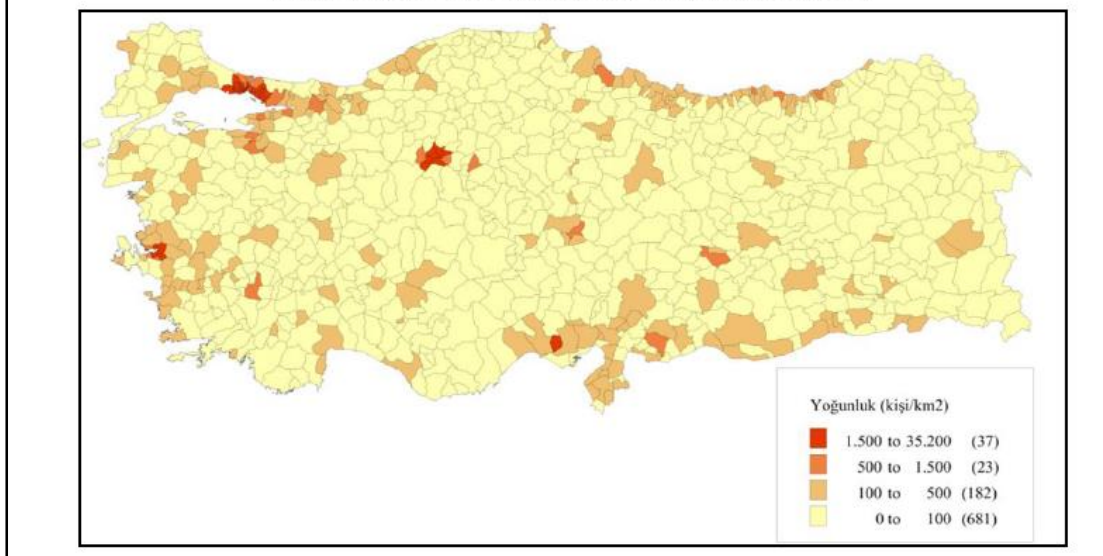 Yoğunluk (kişi/km2)
1.500 to 35.200 (37)
500 to 1.500 (23)
100 to 500 (182)
0 to 100 (681)